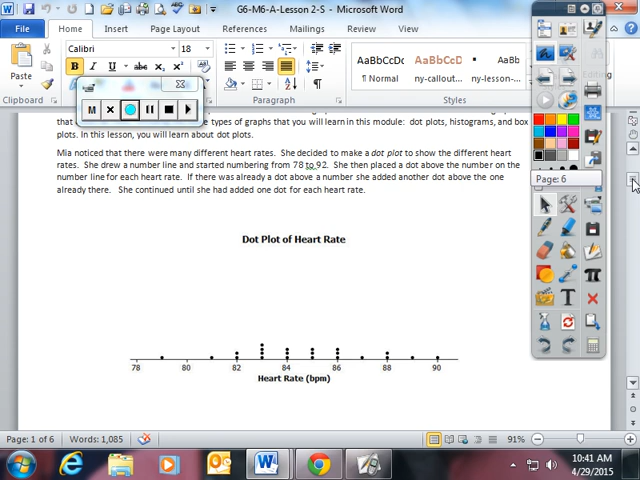 G6-M6-A-Lesson 2-S - Microsoft Word
File Home Insert References Mailings Review
Calibri 18
Paste
B I U abc x₂ x²
Clipboard Paragraph Styles Editing
AaBbCcDc AaBbCcD
¶ Normal ny-callout... ny-lesson-...
M
types of graphs that you will learn in this module: dot plots, histograms, and box
plots. In this lesson, you will learn about dot plots.
Mia noticed that there were many different heart rates. She decided to make a dot plot to show the different heart
rates. She drew a number line and started numbering from 78 to 92. She then placed a dot above the number on the
number line for each heart rate. If there was already a dot above a number she added another dot above the one
already there. She continued until she had added one dot for each heart rate.
Page: 6
Dot Plot of Heart Rate
78 80 82 84 86 88 90
Heart Rate (bpm)
Page: 1 of 6 Words: 1,085 91%
10:41 AM
4/29/2015